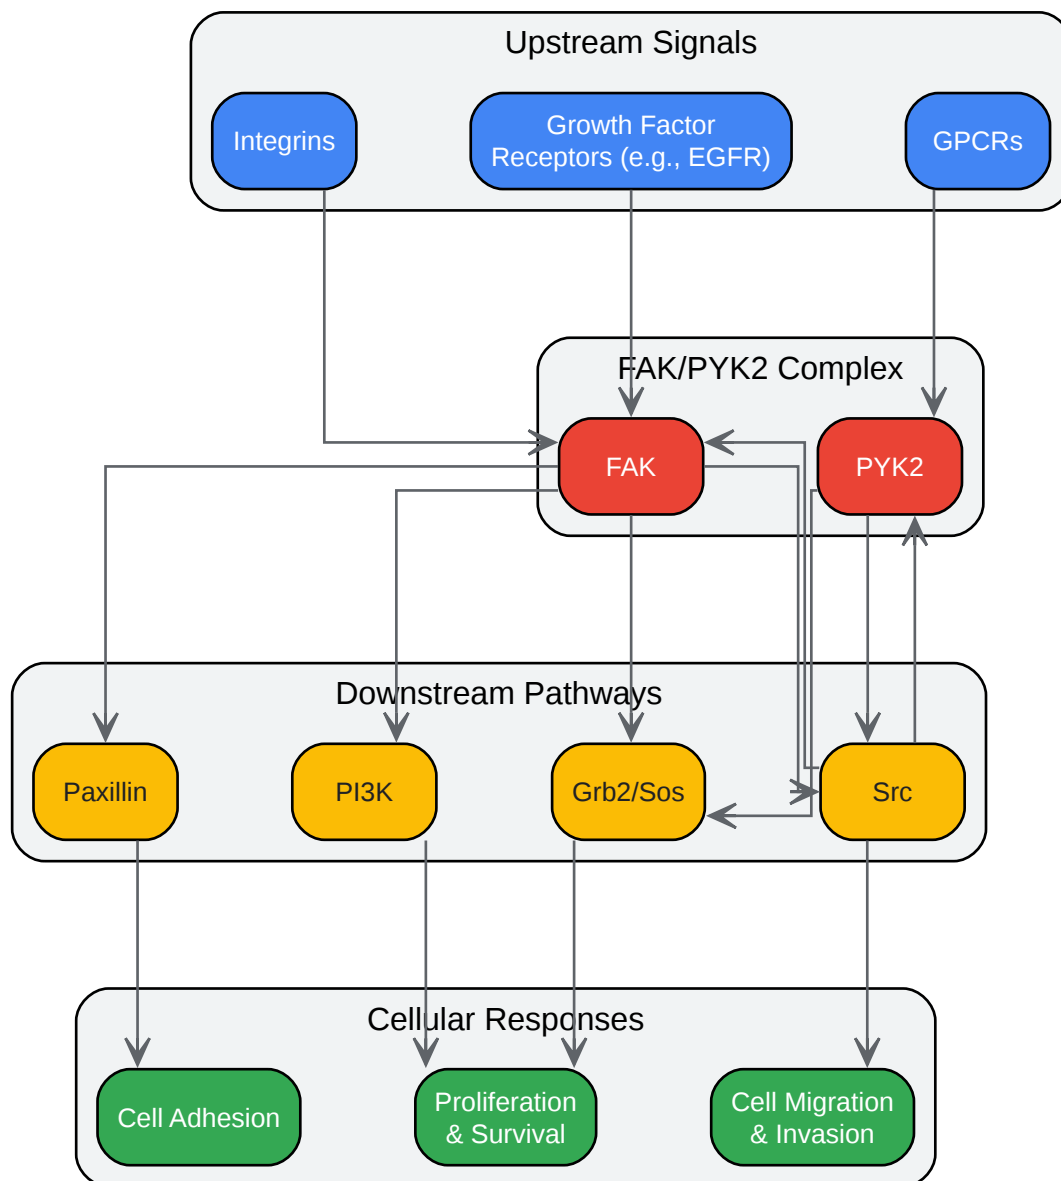 Upstream Signals
Integrins
Growth Factor
Receptors (e.g., EGFR)
GPCRs
FAK/PYK2 Complex
FAK
PYK2
Downstream Pathways
Paxillin
PI3K
Grb2/Sos
Src
Cellular Responses
Cell Adhesion
Proliferation
& Survival
Cell Migration
& Invasion